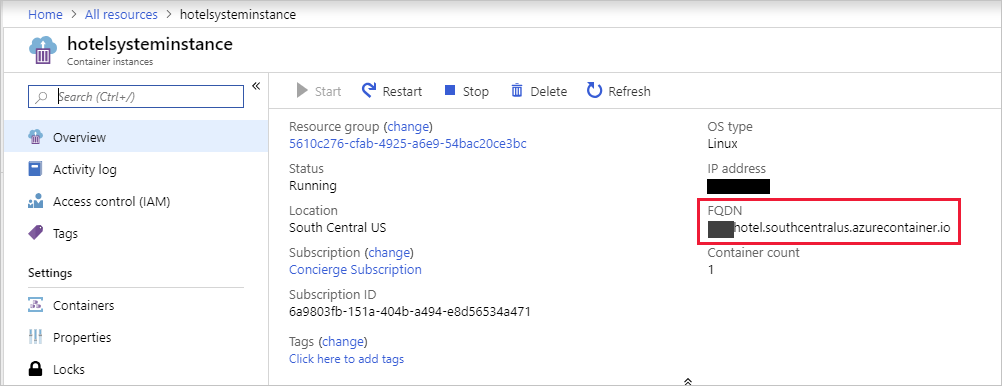 Home > All resources > hotelsysteminstance
hotelsysteminstance
Container instances
Search (Ctrl+/)
Overview
Activity log
Access control (IAM)
Tags
Settings
Containers
Properties
Locks
Start Restart Stop Delete Refresh
Resource group (change)
5610c276-cfab-4925-a6e9-54bac20ce3bc
Status
Running
Location
South Central US
Subscription (change)
Concierge Subscription
Subscription ID
6a9803fb-151a-404b-a494-e8d56534a471
Tags (change)
Click here to add tags
OS type
Linux
IP address
FQDN
hotel.southcentralus.azurecontainer.io
Container count
1